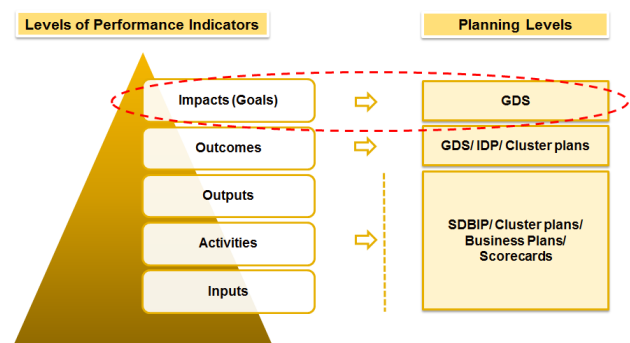 Levels of Performance Indicators
Planning Levels
Impacts (Goals)
GDS
Outcomes
GDS/ IDP/ Cluster plans
Outputs
Activities
Inputs
SDBIP/ Cluster plans/
Business Plans/
Scorecards